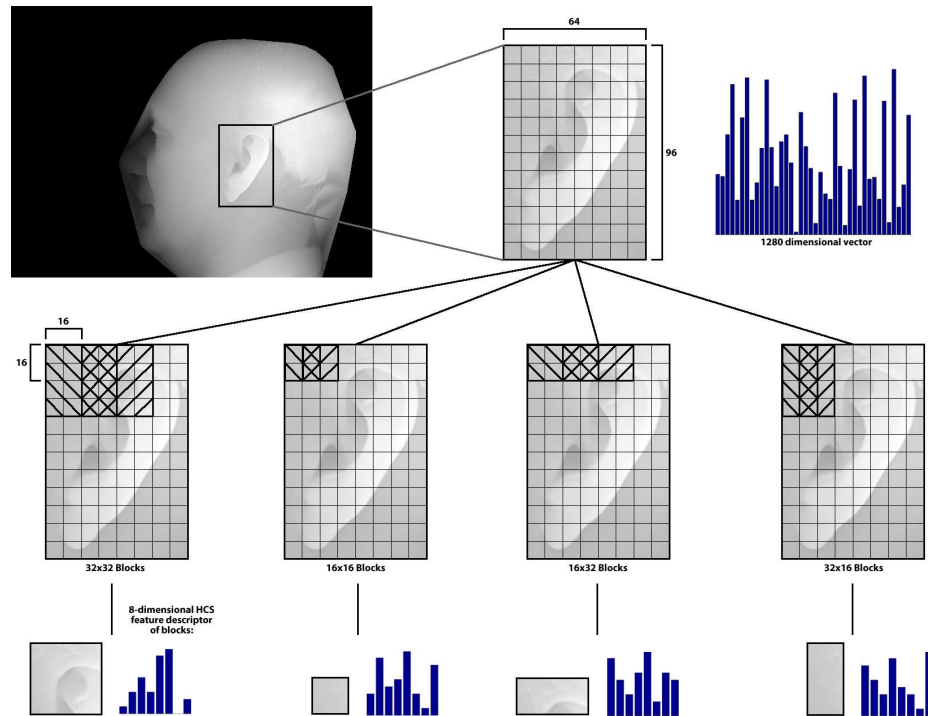 64
96
1280 dimensional vector
16
16
32x32 Blocks
16x16 Blocks
16x32 Blocks
32x16 Blocks
8-dimensional HCS
feature descriptor
of blocks: